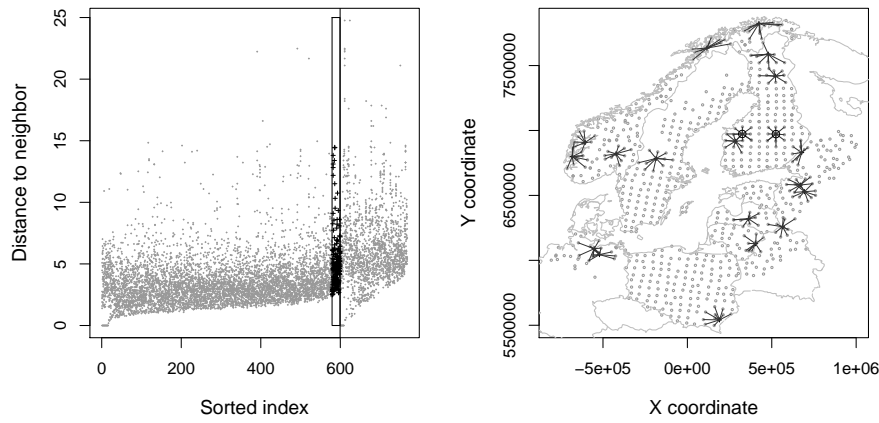 25
20
15
10
5
0
Distance to neighbor
0
200
400
600
Sorted index
7500000
6500000
5500000
Y coordinate
−5e+05
0e+00
5e+05
1e+06
X coordinate